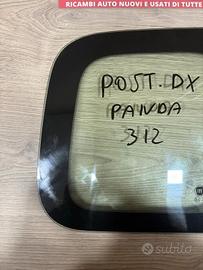 RICAMBI AUTO NUOVI E USATI DI TUTTE
POST. DX
PANDA
312
subito